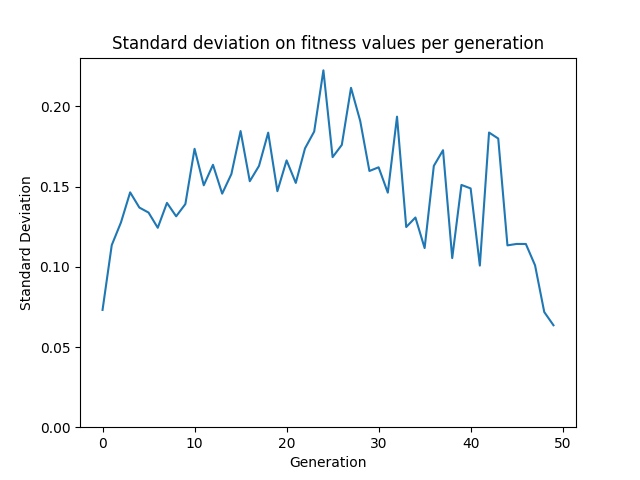 Standard deviation on fitness values per generation
Standard Deviation
0.20
0.15
0.10
0.05
0.00
0 10 20 30 40 50
Generation